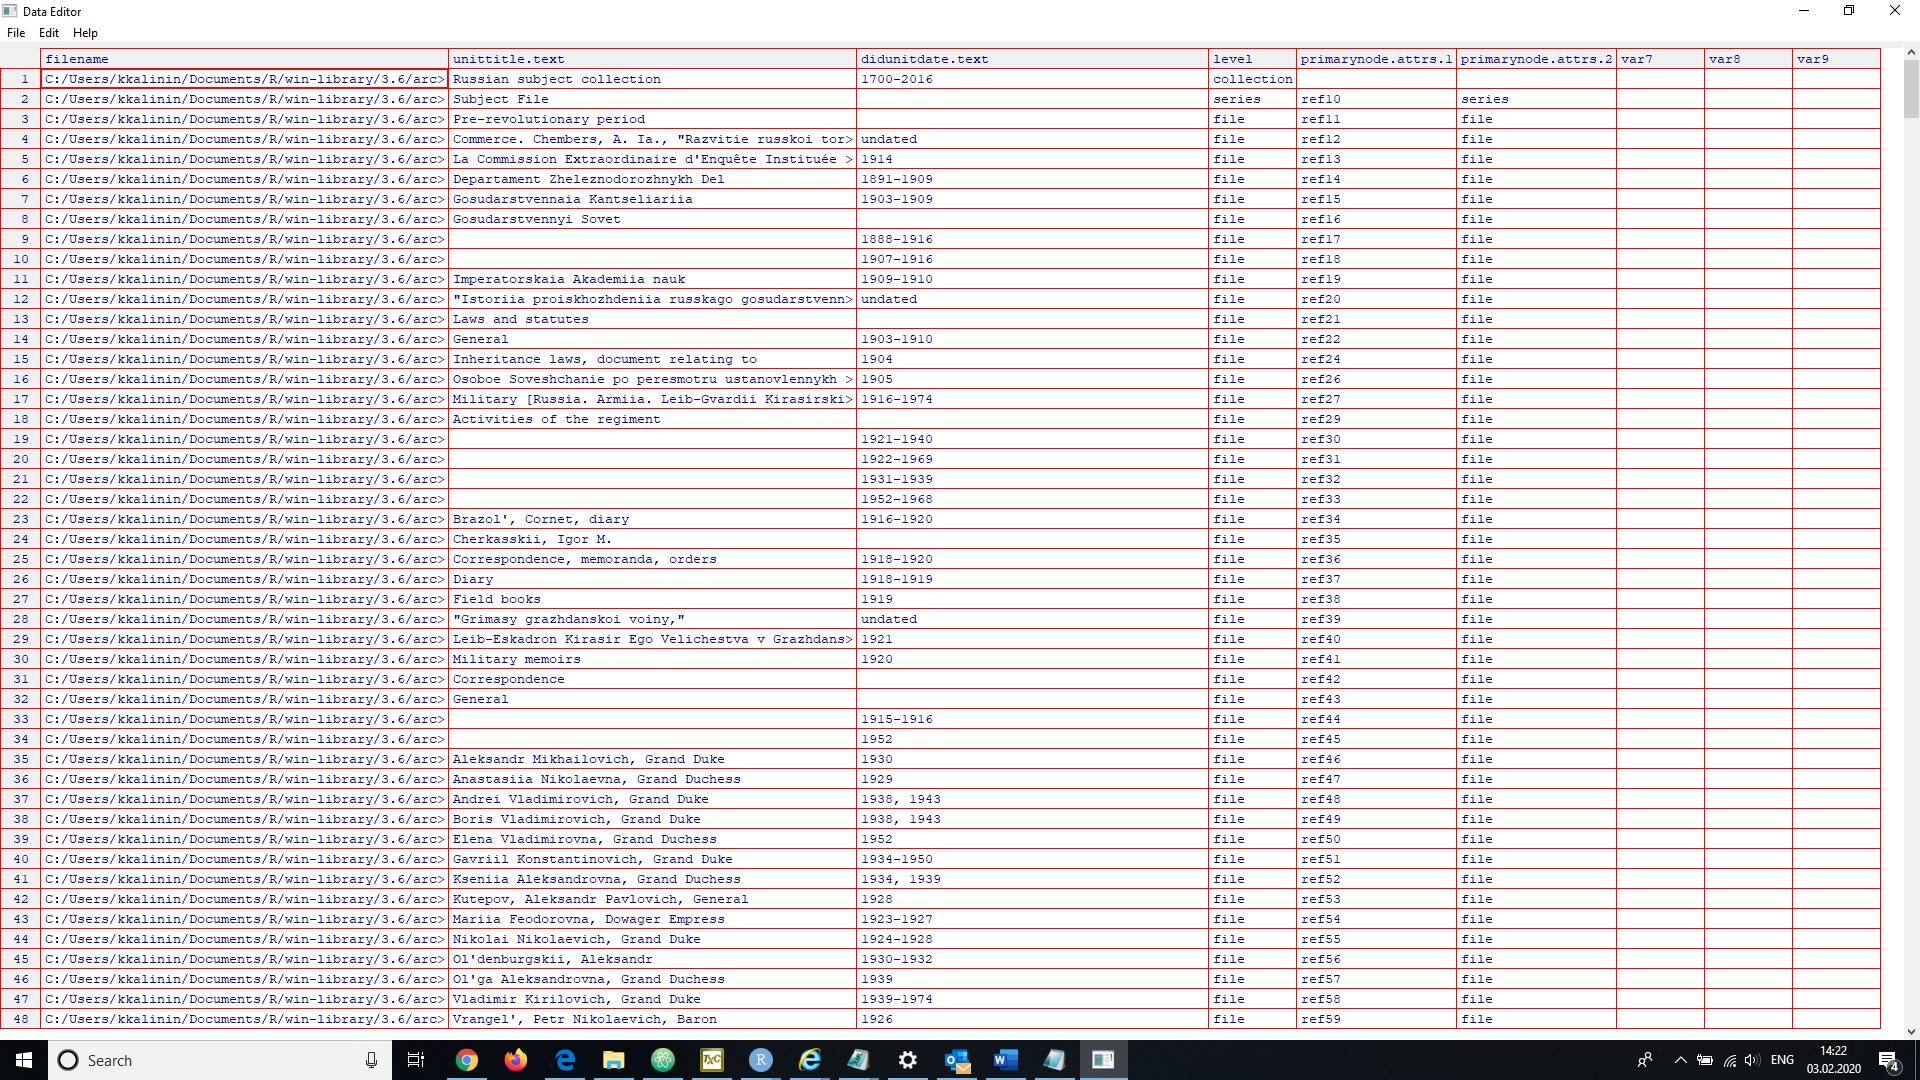 Data Editor
File Edit Help
filename unittitle.text didunitdate.text level primarynode.attrs.1 primarynode.attrs.2 var7 var8 var9
1 C:/Users/kkalinin/Documents/R/win-library/3.6/arc> Russian subject collection 1700-2016 collection
2 C:/Users/kkalinin/Documents/R/win-library/3.6/arc> Subject File series ref10 series
3 C:/Users/kkalinin/Documents/R/win-library/3.6/arc> Pre-revolutionary period file ref11 file
4 C:/Users/kkalinin/Documents/R/win-library/3.6/arc> Commerce. Chembers, A. Ia., "Razvitie russkoi tor> undated file ref12 file
5 C:/Users/kkalinin/Documents/R/win-library/3.6/arc> La Commission Extraordinaire d'Enquête Instituée > 1914 file ref13 file
6 C:/Users/kkalinin/Documents/R/win-library/3.6/arc> Departament Zheleznodorozhnykh Del 1891-1909 file ref14 file
7 C:/Users/kkalinin/Documents/R/win-library/3.6/arc> Gosudarstvennaia Kantseliariia 1903-1909 file ref15 file
8 C:/Users/kkalinin/Documents/R/win-library/3.6/arc> Gosudarstvennyi Sovet file ref16 file
9 C:/Users/kkalinin/Documents/R/win-library/3.6/arc> 1888-1916 file ref17 file
10 C:/Users/kkalinin/Documents/R/win-library/3.6/arc> 1907-1916 file ref18 file
11 C:/Users/kkalinin/Documents/R/win-library/3.6/arc> Imperatorskaia Akademiia nauk 1909-1910 file ref19 file
12 C:/Users/kkalinin/Documents/R/win-library/3.6/arc> "Istoriia proiskhozhdeniia russkago gosudarstvenn> undated file ref20 file
13 C:/Users/kkalinin/Documents/R/win-library/3.6/arc> Laws and statutes file ref21 file
14 C:/Users/kkalinin/Documents/R/win-library/3.6/arc> General 1903-1910 file ref22 file
15 C:/Users/kkalinin/Documents/R/win-library/3.6/arc> Inheritance laws, document relating to 1904 file ref24 file
16 C:/Users/kkalinin/Documents/R/win-library/3.6/arc> Osoboe Soveshchanie po peresmotru ustanovlennykh > 1905 file ref26 file
17 C:/Users/kkalinin/Documents/R/win-library/3.6/arc> Military [Russia. Armiia. Leib-Gvardii Kirasirski> 1916-1974 file ref27 file
18 C:/Users/kkalinin/Documents/R/win-library/3.6/arc> Activities of the regiment file ref29 file
19 C:/Users/kkalinin/Documents/R/win-library/3.6/arc> 1921-1940 file ref30 file
20 C:/Users/kkalinin/Documents/R/win-library/3.6/arc> 1922-1969 file ref31 file
21 C:/Users/kkalinin/Documents/R/win-library/3.6/arc> 1931-1939 file ref32 file
22 C:/Users/kkalinin/Documents/R/win-library/3.6/arc> 1952-1968 file ref33 file
23 C:/Users/kkalinin/Documents/R/win-library/3.6/arc> Brazol', Cornet, diary 1916-1920 file ref34 file
24 C:/Users/kkalinin/Documents/R/win-library/3.6/arc> Cherkasskii, Igor M. file ref35 file
25 C:/Users/kkalinin/Documents/R/win-library/3.6/arc> Correspondence, memoranda, orders 1918-1920 file ref36 file
26 C:/Users/kkalinin/Documents/R/win-library/3.6/arc> Diary 1918-1919 file ref37 file
27 C:/Users/kkalinin/Documents/R/win-library/3.6/arc> Field books 1919 file ref38 file
28 C:/Users/kkalinin/Documents/R/win-library/3.6/arc> "Grimasy grazhdanskoi voiny," undated file ref39 file
29 C:/Users/kkalinin/Documents/R/win-library/3.6/arc> Leib-Eskadron Kirasir Ego Velichestva v Grazhdans> 1921 file ref40 file
30 C:/Users/kkalinin/Documents/R/win-library/3.6/arc> Military memoirs 1920 file ref41 file
31 C:/Users/kkalinin/Documents/R/win-library/3.6/arc> Correspondence file ref42 file
32 C:/Users/kkalinin/Documents/R/win-library/3.6/arc> General file ref43 file
33 C:/Users/kkalinin/Documents/R/win-library/3.6/arc> 1915-1916 file ref44 file
34 C:/Users/kkalinin/Documents/R/win-library/3.6/arc> 1952 file ref45 file
35 C:/Users/kkalinin/Documents/R/win-library/3.6/arc> Aleksandr Mikhailovich, Grand Duke 1930 file ref46 file
36 C:/Users/kkalinin/Documents/R/win-library/3.6/arc> Anastasiia Nikolaevna, Grand Duchess 1929 file ref47 file
37 C:/Users/kkalinin/Documents/R/win-library/3.6/arc> Andrei Vladimirovich, Grand Duke 1938, 1943 file ref48 file
38 C:/Users/kkalinin/Documents/R/win-library/3.6/arc> Boris Vladimirovich, Grand Duke 1938, 1943 file ref49 file
39 C:/Users/kkalinin/Documents/R/win-library/3.6/arc> Elena Vladimirovna, Grand Duchess 1952 file ref50 file
40 C:/Users/kkalinin/Documents/R/win-library/3.6/arc> Gavriil Konstantinovich, Grand Duke 1934-1950 file ref51 file
41 C:/Users/kkalinin/Documents/R/win-library/3.6/arc> Kseniia Aleksandrovna, Grand Duchess 1934, 1939 file ref52 file
42 C:/Users/kkalinin/Documents/R/win-library/3.6/arc> Kutepov, Aleksandr Pavlovich, General 1928 file ref53 file
43 C:/Users/kkalinin/Documents/R/win-library/3.6/arc> Mariia Feodorovna, Dowager Empress 1923-1927 file ref54 file
44 C:/Users/kkalinin/Documents/R/win-library/3.6/arc> Nikolai Nikolaevich, Grand Duke 1924-1928 file ref55 file
45 C:/Users/kkalinin/Documents/R/win-library/3.6/arc> Ol'denburgskii, Aleksandr 1930-1932 file ref56 file
46 C:/Users/kkalinin/Documents/R/win-library/3.6/arc> Ol'ga Aleksandrovna, Grand Duchess 1939 file ref57 file
47 C:/Users/kkalinin/Documents/R/win-library/3.6/arc> Vladimir Kirilovich, Grand Duke 1939-1974 file ref58 file
48 C:/Users/kkalinin/Documents/R/win-library/3.6/arc> Vrangel', Petr Nikolaevich, Baron 1926 file ref59 file
Search TXC R W ENG 14:22
03.02.2020 4